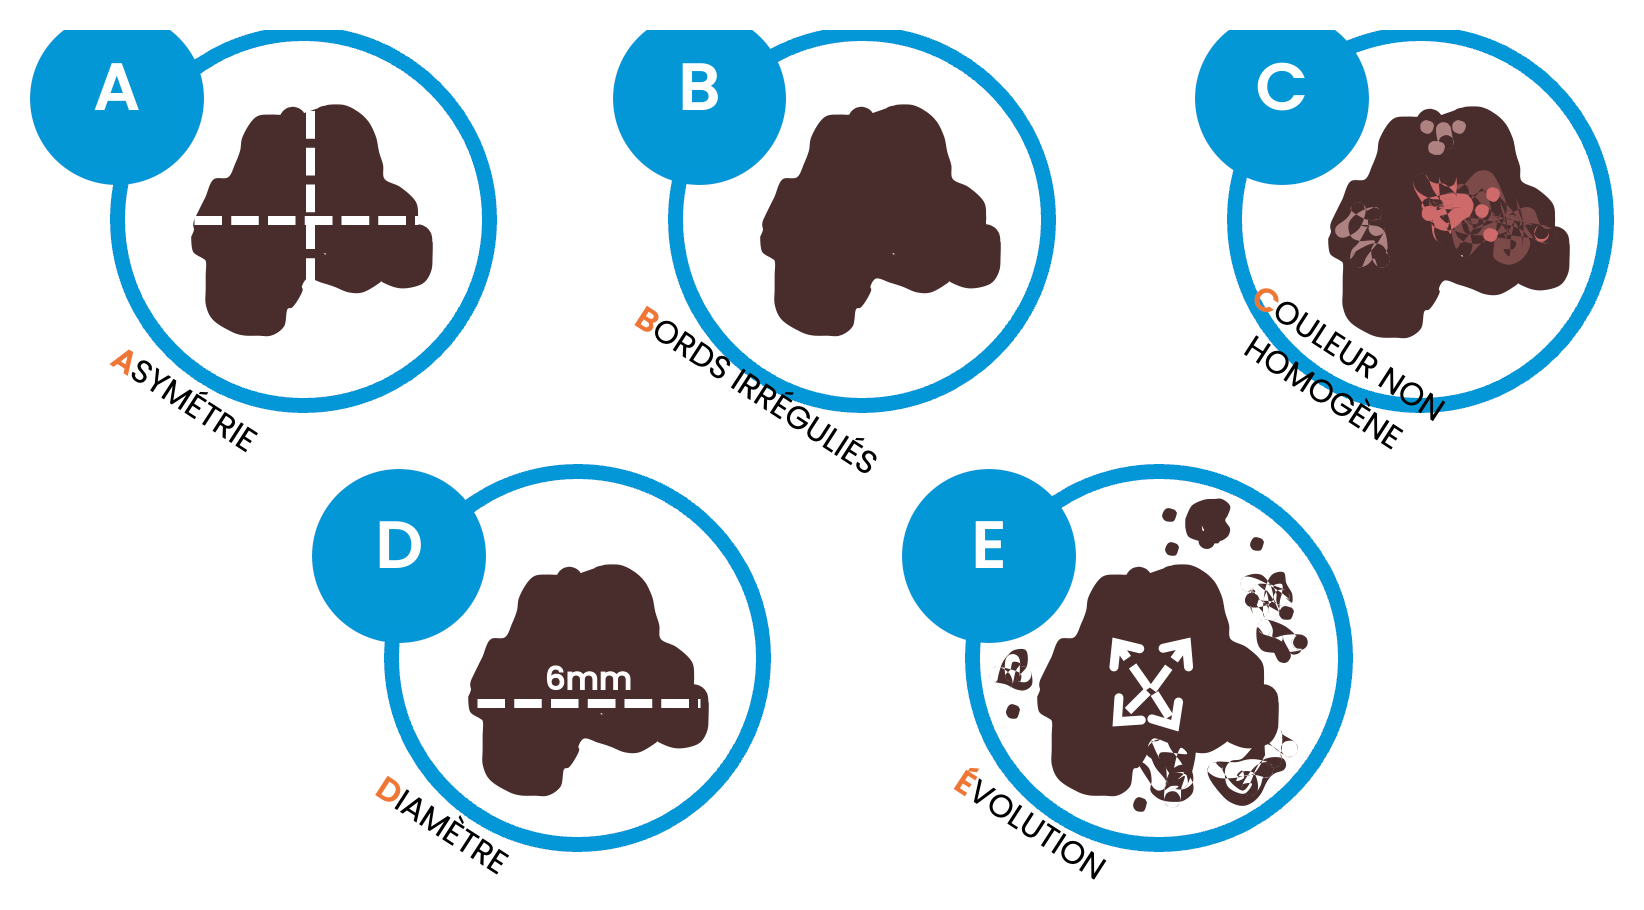 A
ASYMÉTRIE
B
BORDS IRRÉGULIÉS
C
COULEUR NON
HOMOGÈNE
D
6mm
DIAMÈTRE
E
ÉVOLUTION